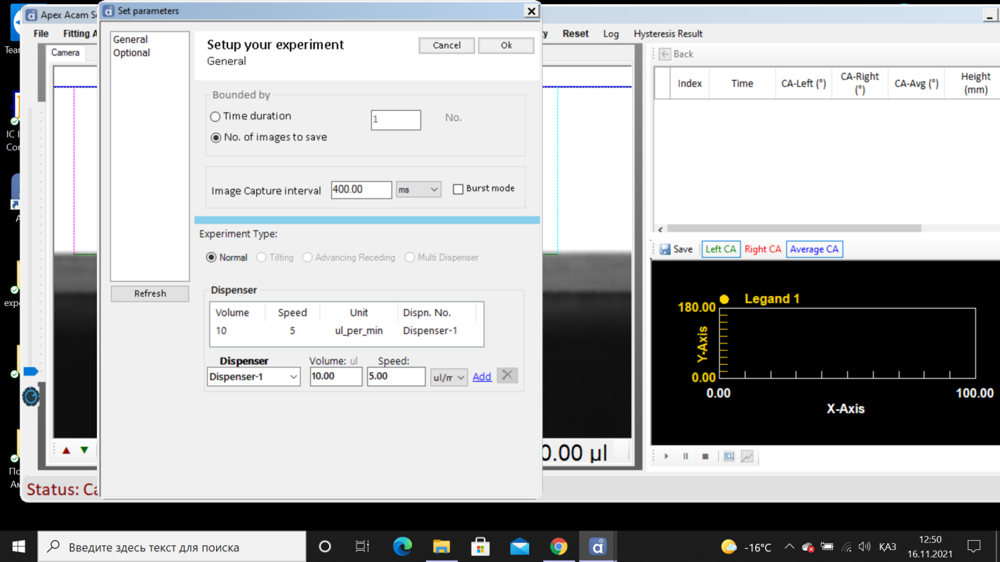 Apex Acam S
Set parameters
File
Fitting A
Reset
Log
Hysteresis Result
Camera
General
Optional
Refresh
Setup your experiment
General
Cancel
Ok
Bounded by
Time duration
1
No.
No. of images to save
Image Capture interval
400.00
ms
Burst mode
Experiment Type:
Normal
Tilting
Advancing Receding
Multi Dispenser
Dispenser
Volume Speed Unit Dispn. No.
10 5 ul_per_min Dispenser-1
Dispenser Volume: ul Speed:
Dispenser-1 10.00 5.00 ul/m Add
Back
Index Time CA-Left (°) CA-Right (°) CA-Avg (°) Height (mm)
Save Left CA Right CA Average CA
Legand 1
180.00
Y-Axis
0.00
0.00 100.00
X-Axis
0.00 µl
Status: Ca
Введите здесь текст для поиска
-16°C
ҚАЗ
12:50
16.11.2021